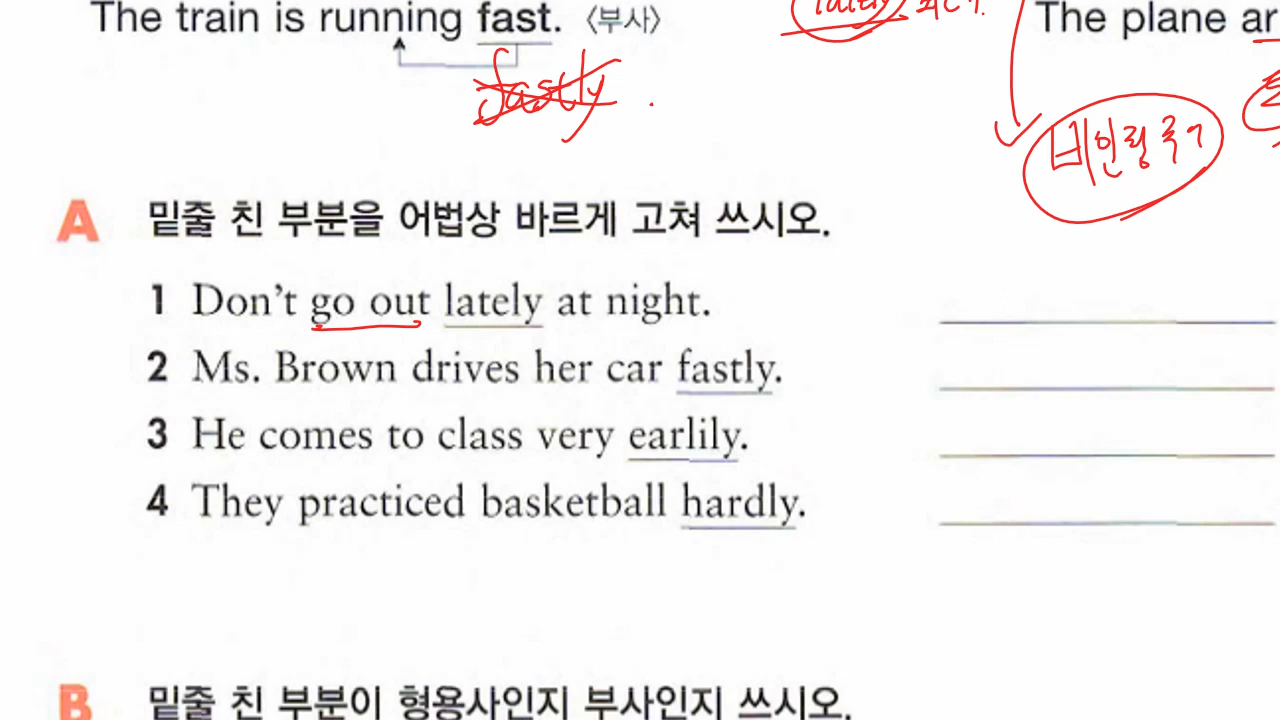 The train is running fast. 〈부사〉
lately 최근에.
The plane ar
fastly .
비인칭 주어
A 밑줄 친 부분을 어법상 바르게 고쳐 쓰시오.
1 Don't go out lately at night.
2 Ms. Brown drives her car fastly.
3 He comes to class very earlily.
4 They practiced basketball hardly.
B 밑줄 친 부분이 형용사인지 부사인지 쓰시오.